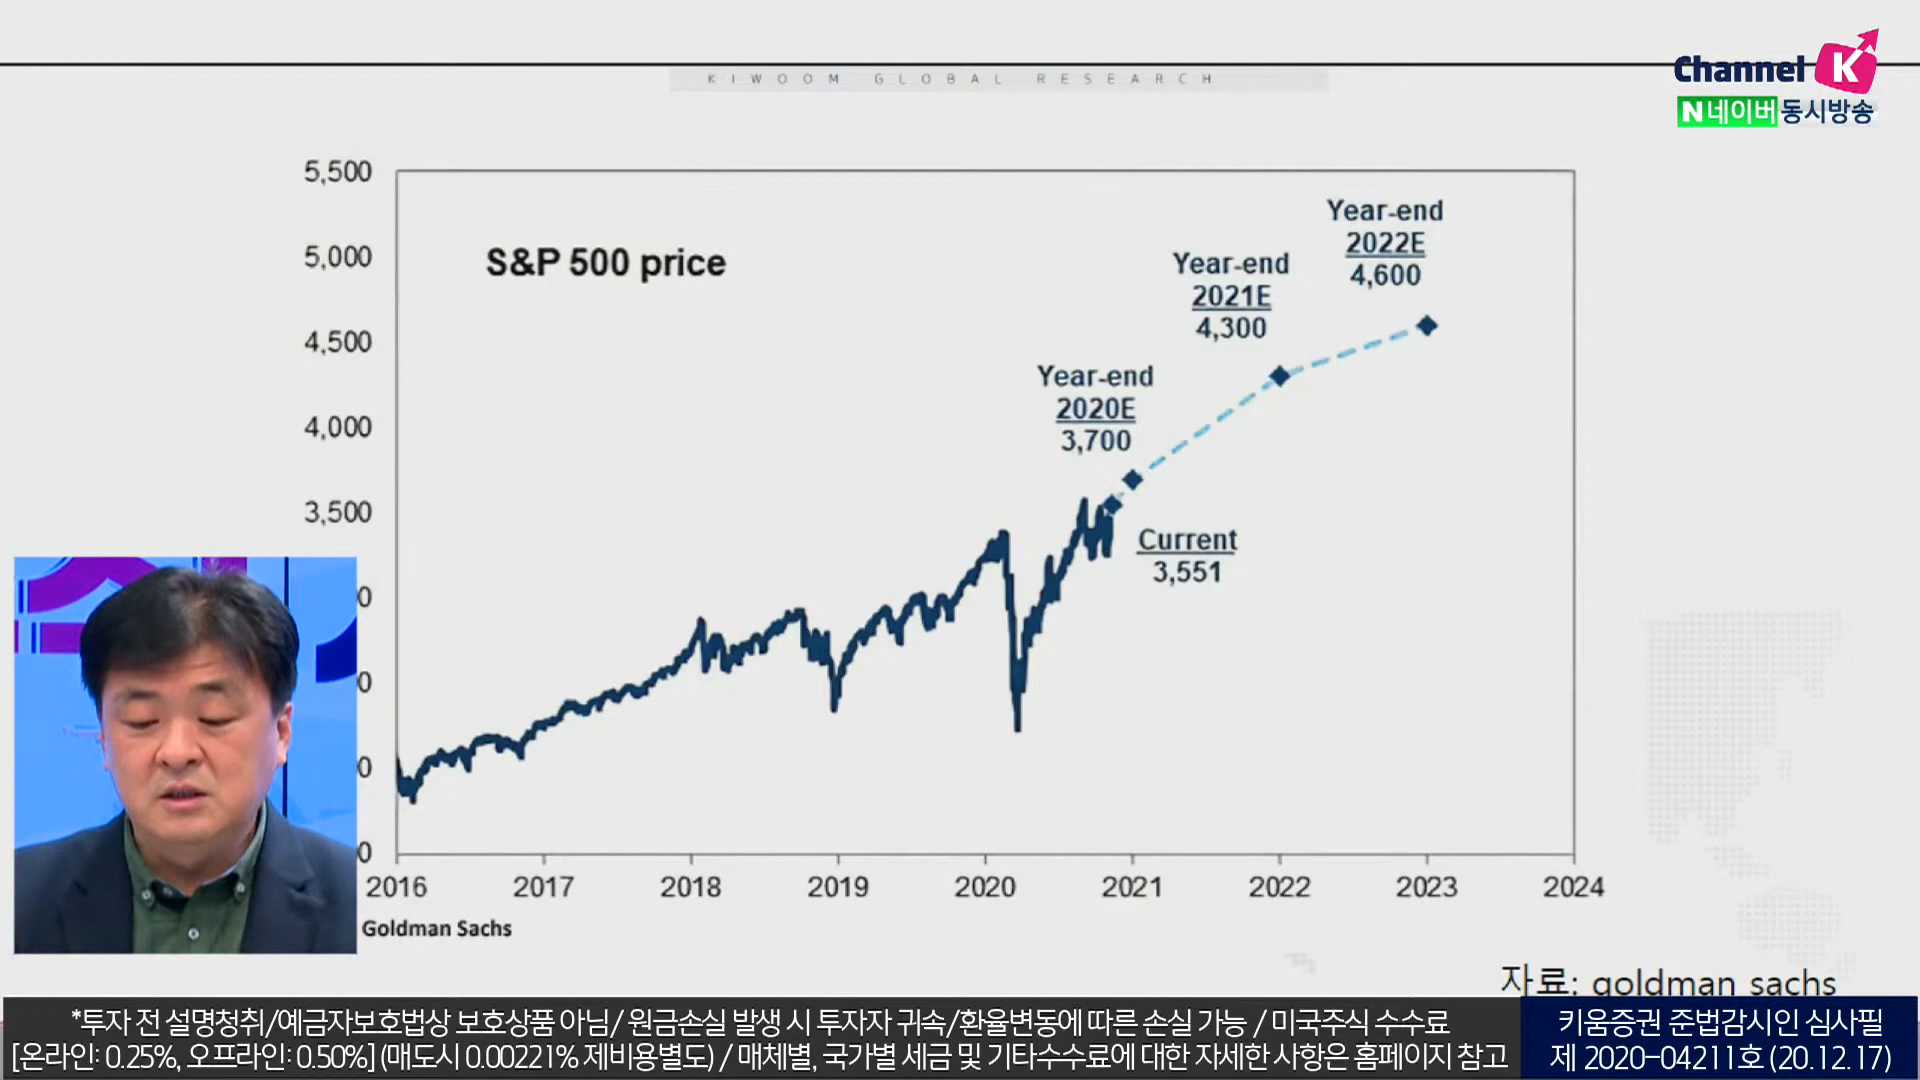 KIWOOM GLOBAL RESEARCH
Channel K
N네이버 동시방송
S&P 500 price
5,500
5,000
4,500
4,000
3,500
0
0
0
0
Year-end
2022E
4,600
Year-end
2021E
4,300
Year-end
2020E
3,700
Current
3,551
2016 2017 2018 2019 2020 2021 2022 2023 2024
Goldman Sachs
자료: goldman sachs
*투자 전 설명청취/예금자보호법상 보호상품 아님/ 원금손실 발생 시 투자자 귀속/환율변동에 따른 손실 가능 / 미국주식 수수료
[온라인: 0.25%, 오프라인: 0.50%] (매도시 0.00221% 제비용별도) / 매체별, 국가별 세금 및 기타수수료에 대한 자세한 사항은 홈페이지 참고
키움증권 준법감시인 심사필
제 2020-04211호 (20.12.17)